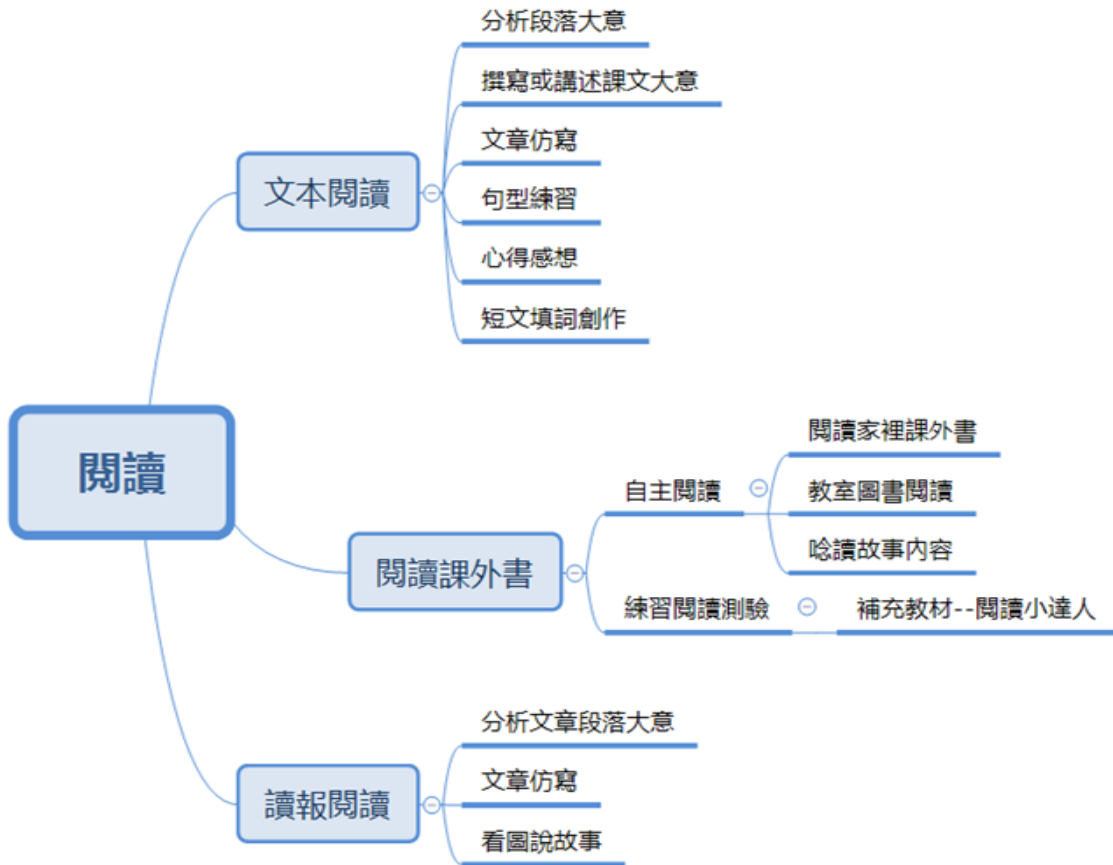 閱讀
文本閱讀
分析段落大意
撰寫或講述課文大意
文章仿寫
句型練習
心得感想
短文填詞創作
閱讀課外書
自主閱讀
閱讀家裡課外書
教室圖書閱讀
唸讀故事內容
練習閱讀測驗
補充教材--閱讀小達人
讀報閱讀
分析文章段落大意
文章仿寫
看圖說故事